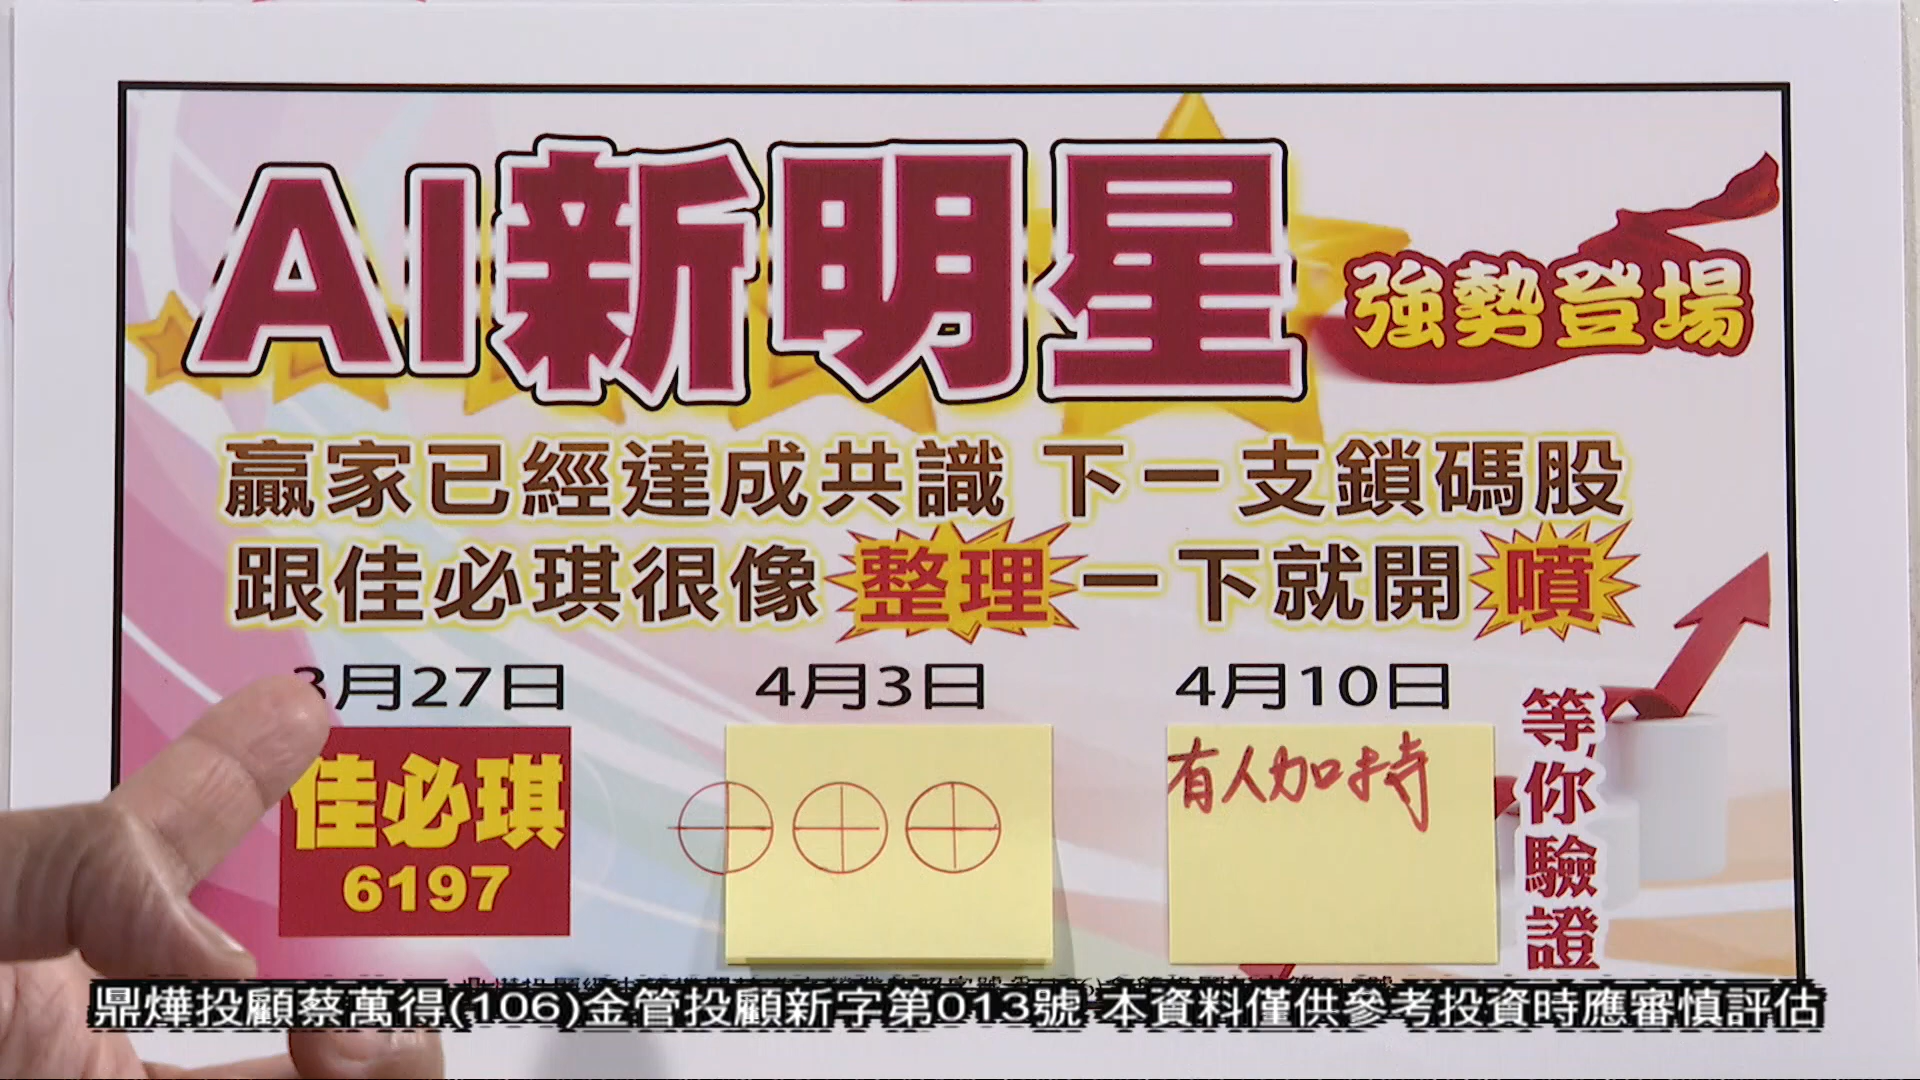 AI新明星
強勢登場
贏家已經達成共識 下一支鎖碼股
跟佳必琪很像整理一下就開噴
3月27日
4月3日
4月10日
佳必琪
6197
有人加持
等你驗證
鼎燁投顧蔡萬得(106)金管投顧新字第013號 本資料僅供參考投資時應審慎評估